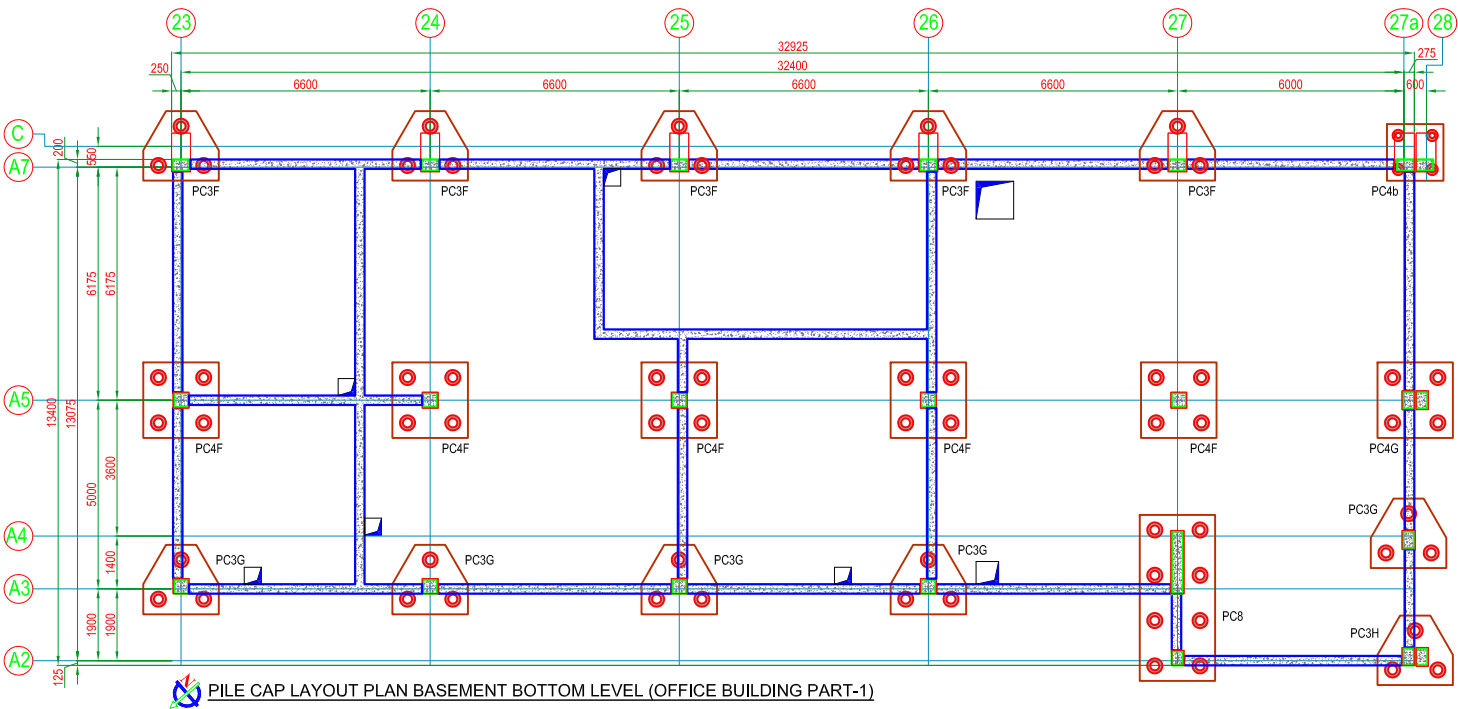 23 24 25 26 27 27a 28
32925
275
32400
250
6600 6600 6600 6600 6000 600
C
200
550
A7
PC3F PC3F PC3F PC3F PC3F PC4b
6175 6175
A5
13400 13075
PC4F PC4F PC4F PC4F PC4F PC4G
5000 3600
PC3G
A4
1400
PC3G PC3G PC3G PC3G
A3
1900 1900
PC8
PC3H
A2
125
PILE CAP LAYOUT PLAN BASEMENT BOTTOM LEVEL (OFFICE BUILDING PART-1)